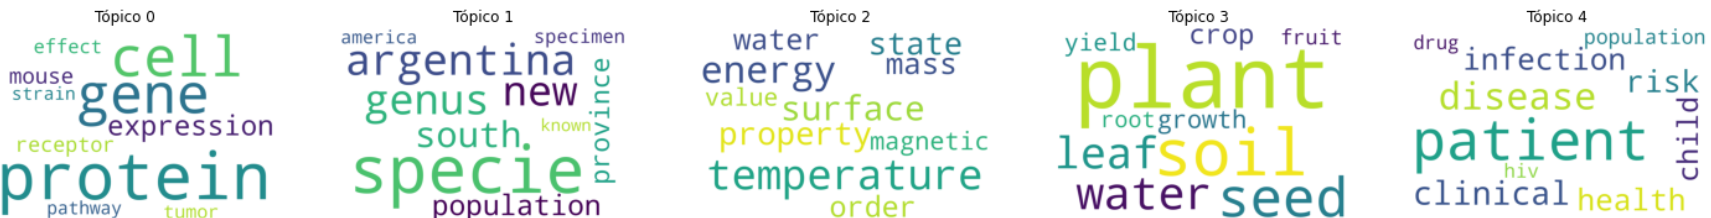 Tópico 0
effect
cell
mouse
strain
gene
expression
receptor
protein
pathway
tumor
Tópico 1
america
specimen
argentina
genus
new
province
south
known
specie
population
Tópico 2
water
state
energy
mass
value
surface
property
magnetic
temperature
order
Tópico 3
yield
crop
fruit
plant
root
growth
leaf
soil
water
seed
Tópico 4
drug
population
infection
risk
disease
child
patient
hiv
clinical
health